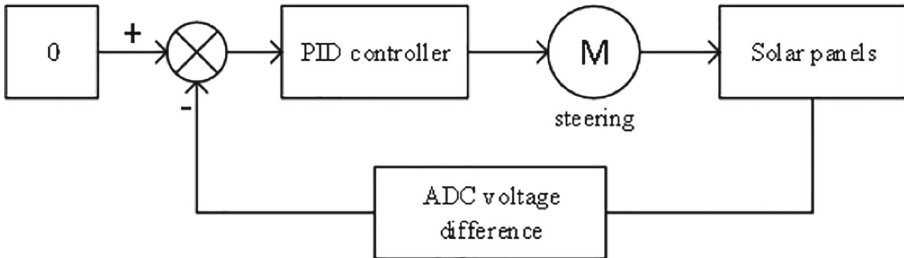 0
+
-
PID controller
M
steering
Solar panels
ADC voltage
difference